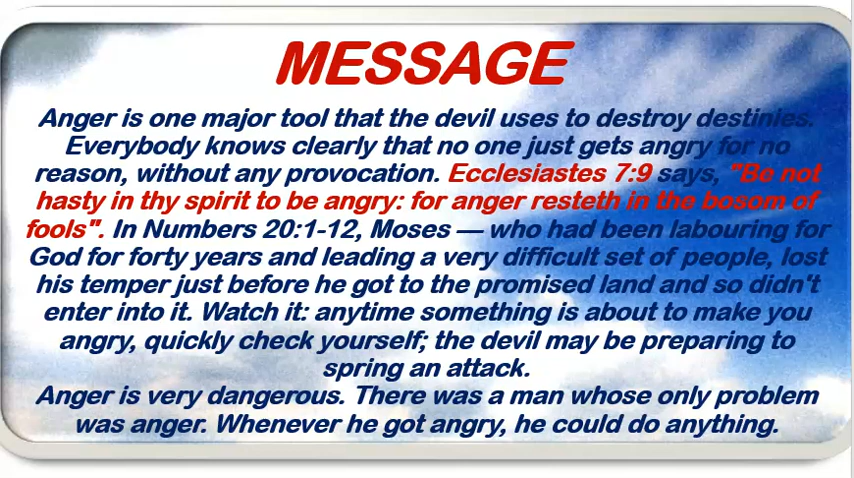 MESSAGE
Anger is one major tool that the devil uses to destroy destinies.
Everybody knows clearly that no one just gets angry for no
reason, without any provocation. Ecclesiastes 7:9 says, "Be not
hasty in thy spirit to be angry: for anger resteth in the bosom of
fools". In Numbers 20:1-12, Moses — who had been labouring for
God for forty years and leading a very difficult set of people, lost
his temper just before he got to the promised land and so didn't
enter into it. Watch it: anytime something is about to make you
angry, quickly check yourself; the devil may be preparing to
spring an attack.
Anger is very dangerous. There was a man whose only problem
was anger. Whenever he got angry, he could do anything.